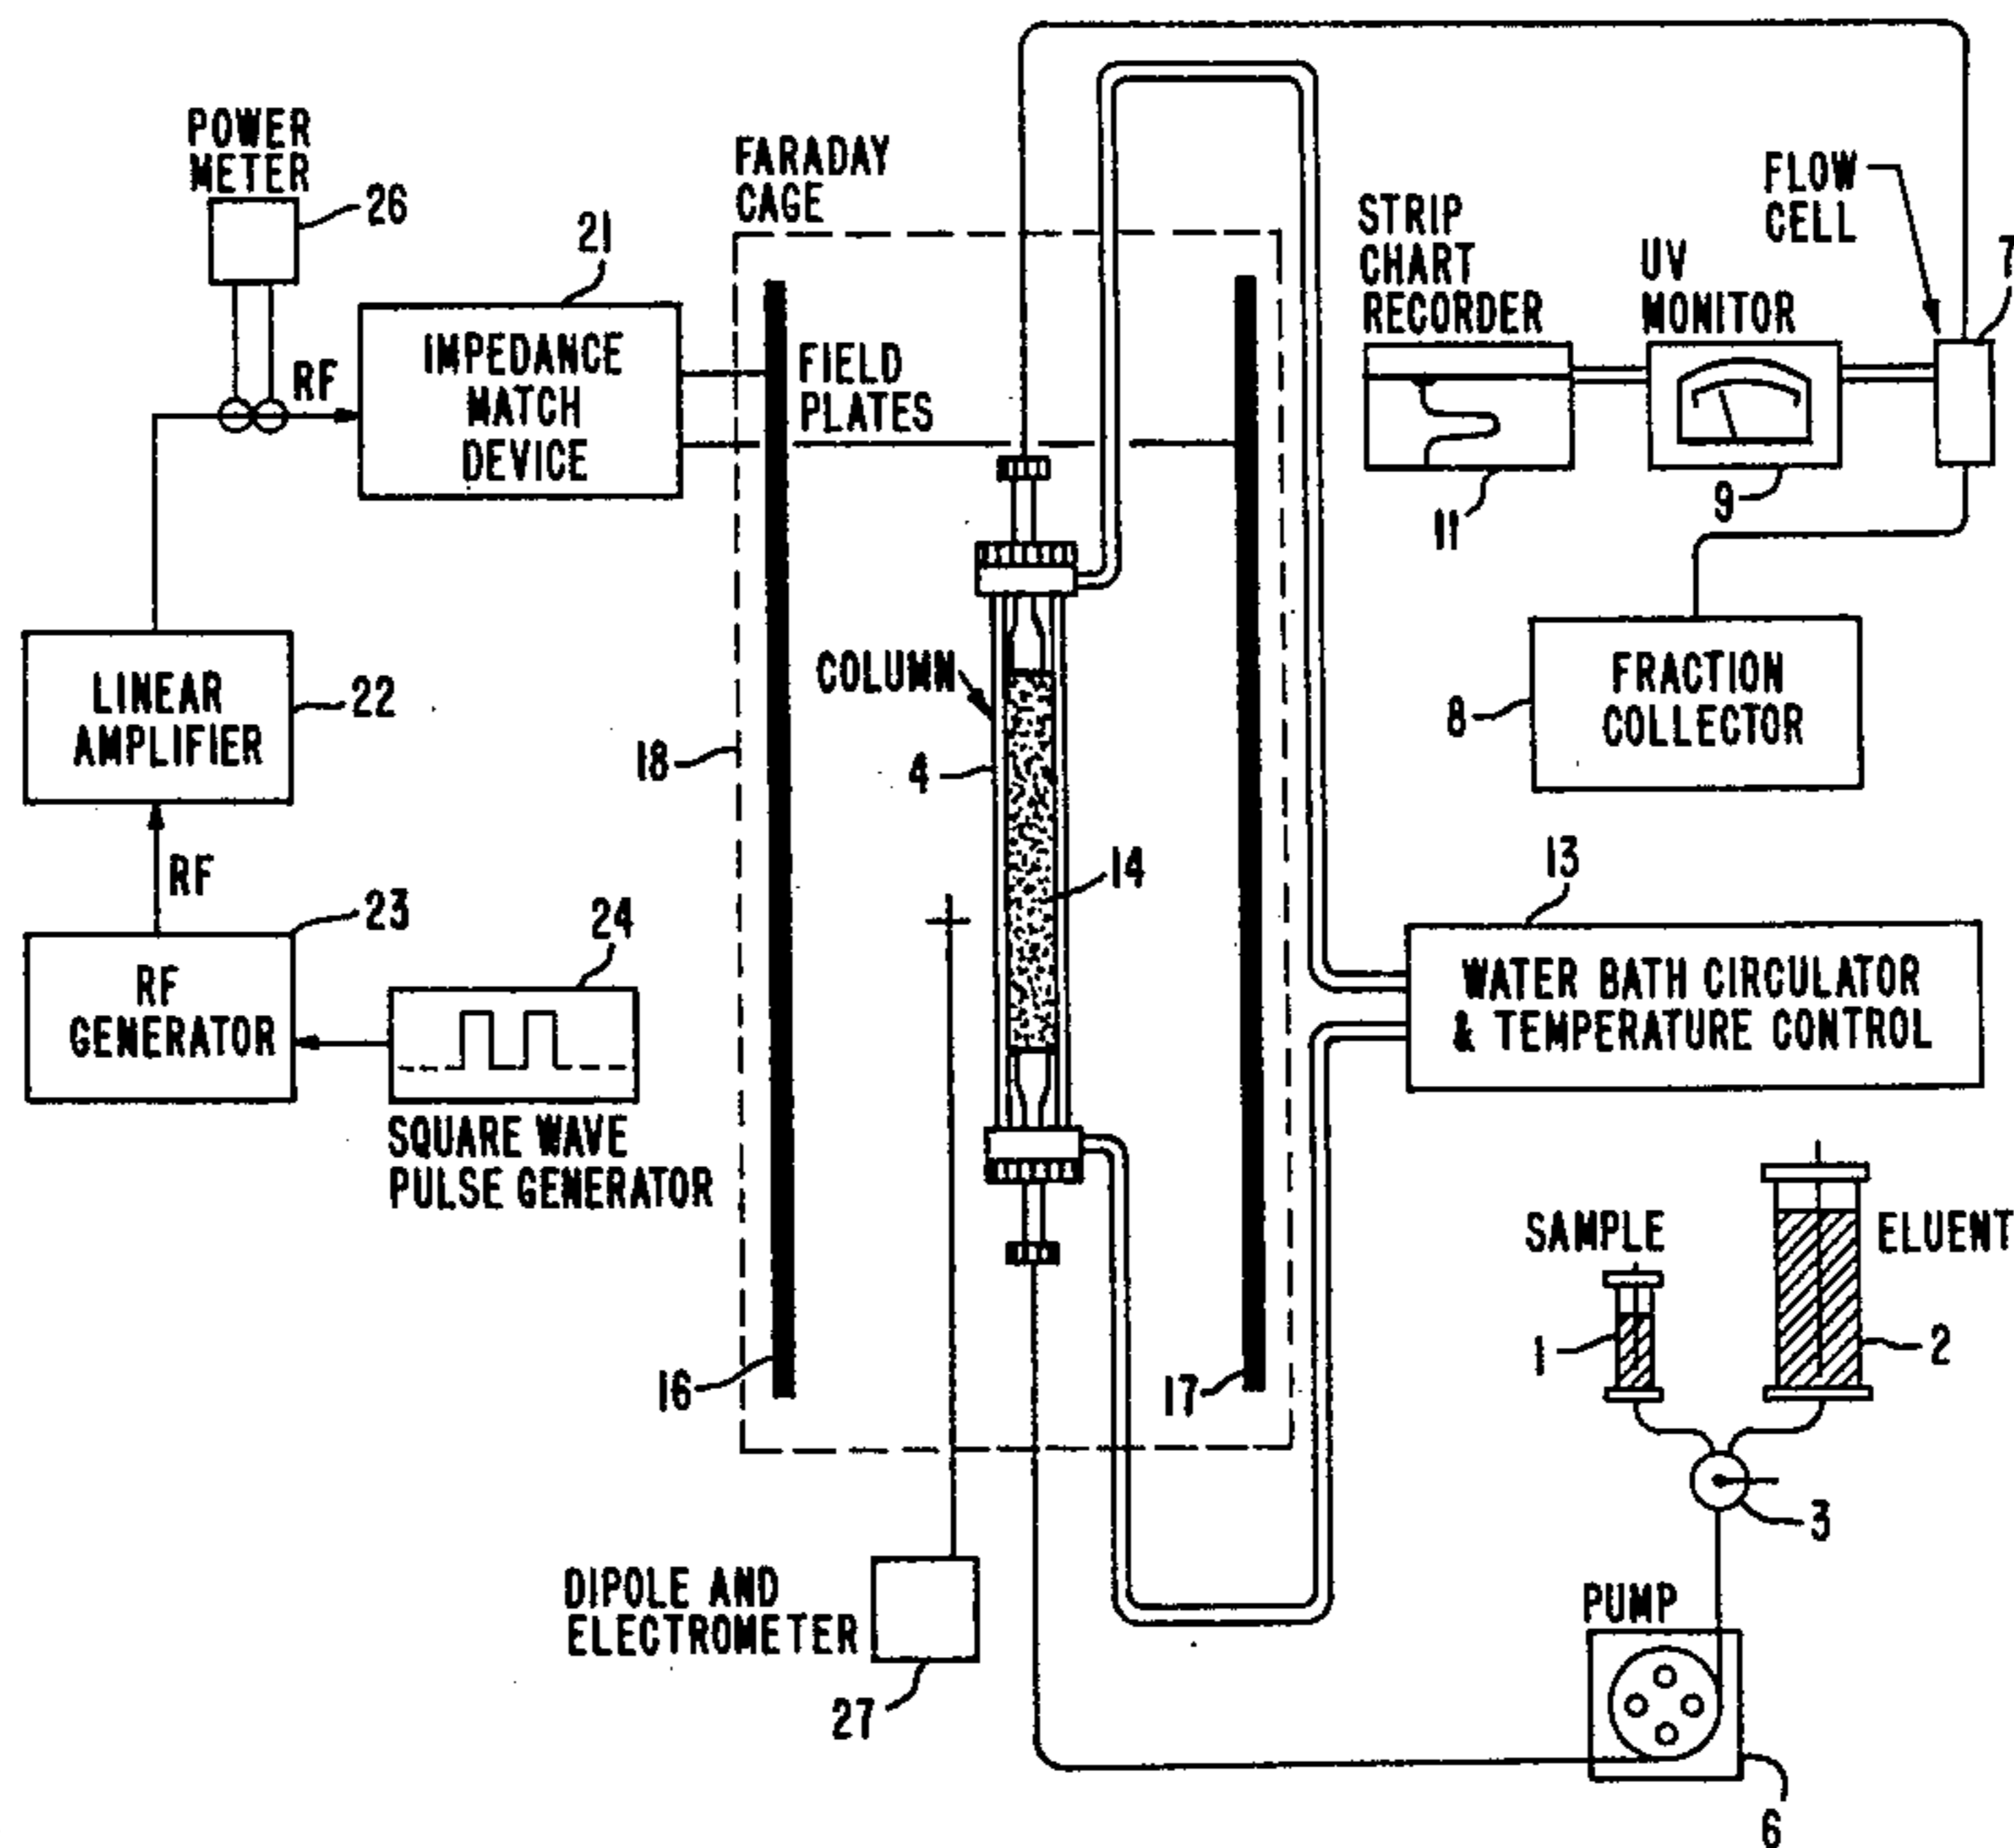 POWER
METER
26
21
FARADAY
CAGE
STRIP
CHART
RECORDER
UV
MONITOR
FLOW
CELL
7
RF
IMPEDANCE
MATCH
DEVICE
FIELD
PLATES
11
9
LINEAR
AMPLIFIER
22
18
COLUMN
4
FRACTION
COLLECTOR
8
RF
14
13
RF
GENERATOR
23
24
WATER BATH CIRCULATOR
& TEMPERATURE CONTROL
SQUARE WAVE
PULSE GENERATOR
SAMPLE
ELUENT
1
2
16
17
3
DIPOLE AND
ELECTROMETER
27
PUMP
6